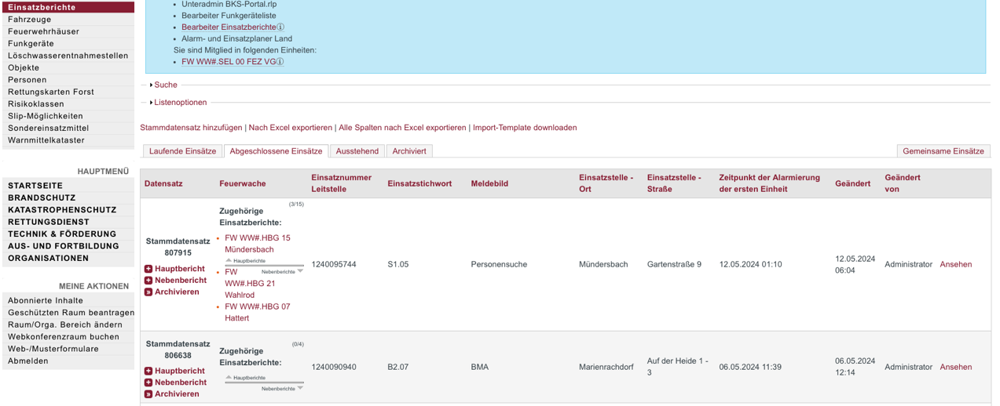 Einsatzberichte
Fahrzeuge
Feuerwehrhäuser
Funkgeräte
Löschwasserentnahmestellen
Objekte
Personen
Rettungskarten Forst
Risikoklassen
Slip-Möglichkeiten
Sondereinsatzmittel
Warnmittelkataster
HAUPTMENÜ
STARTSEITE
BRANDSCHUTZ
KATASTROPHENSCHUTZ
RETTUNGSDIENST
TECHNIK & FÖRDERUNG
AUS- UND FORTBILDUNG
ORGANISATIONEN
MEINE AKTIONEN
Abonnierte Inhalte
Geschützten Raum beantragen
Raum/Orga. Bereich ändern
Webkonferenzraum buchen
Web-/Musterformulare
Abmelden
• Unteradmin BKS-Portal.rlp
• Bearbeiter Funkgeräteliste
• Bearbeiter Einsatzberichte
• Alarm- und Einsatzplaner Land
Sie sind Mitglied in folgenden Einheiten:
• FW WW#.SEL 00 FEZ VG
Suche
Listenoptionen
Stammdatensatz hinzufügen | Nach Excel exportieren | Alle Spalten nach Excel exportieren | Import-Template downloaden
Laufende Einsätze Abgeschlossene Einsätze Ausstehend Archiviert Gemeinsame Einsätze
Datensatz
Feuerwache
Einsatznummer
Leitstelle
Einsatzstichwort
Meldebild
Einsatzstelle -
Ort
Einsatzstelle -
Straße
Zeitpunkt der Alarmierung
der ersten Einheit
Geändert
Geändert
von
Stammdatensatz
807915
Hauptbericht
Nebenbericht
Archivieren
(3/15)
Zugehörige
Einsatzberichte:
• FW WW#.HBG 15
Mündersbach
Hauptberichte
Nebenberichte
• FW
WW#.HBG 21
Wahlrod
• FW WW#.HBG 07
Hattert
1240095744
S1.05
Personensuche
Mündersbach
Gartenstraße 9
12.05.2024 01:10
12.05.2024
06:04
Administrator
Ansehen
Stammdatensatz
806638
Hauptbericht
Nebenbericht
Archivieren
(0/4)
Zugehörige
Einsatzberichte:
Hauptberichte
Nebenberichte
1240090940
B2.07
BMA
Marienrachdorf
Auf der Heide 1 -
3
06.05.2024 11:39
06.05.2024
12:14
Administrator
Ansehen